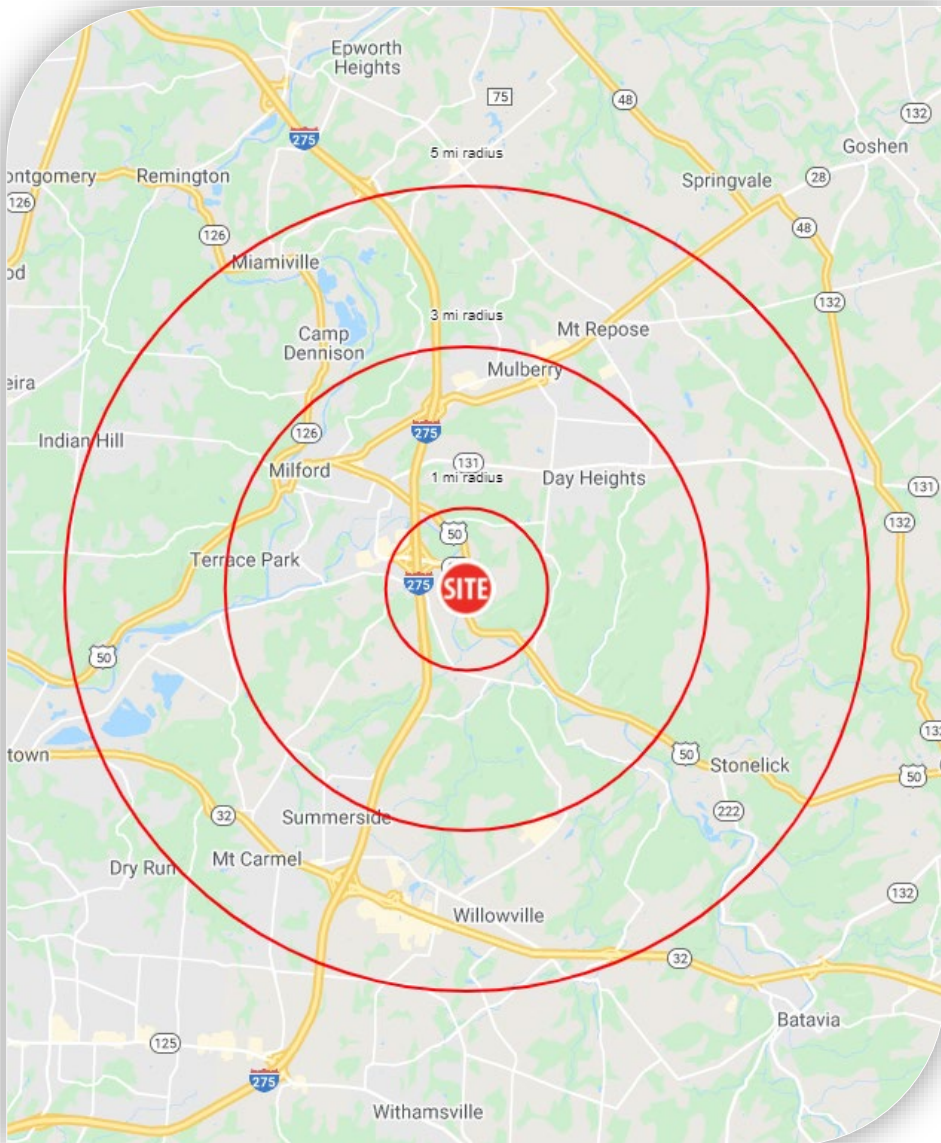 Epworth
Heights
75
48
132
275
Goshen
5 mi radius
ontgomery
Remington
Springvale
28
126
48
126
Miamiville
od
132
3 mi radius
Camp
Dennison
Mt Repose
Mulberry
eira
Indian Hill
126
275
Milford
131
1 mi radius
Day Heights
131
132
50
Terrace Park
275
SITE
50
132
town
50
Stonelick
50
32
Summerside
222
Mt Carmel
Dry Run
132
Willowville
32
Batavia
125
275
Withamsville